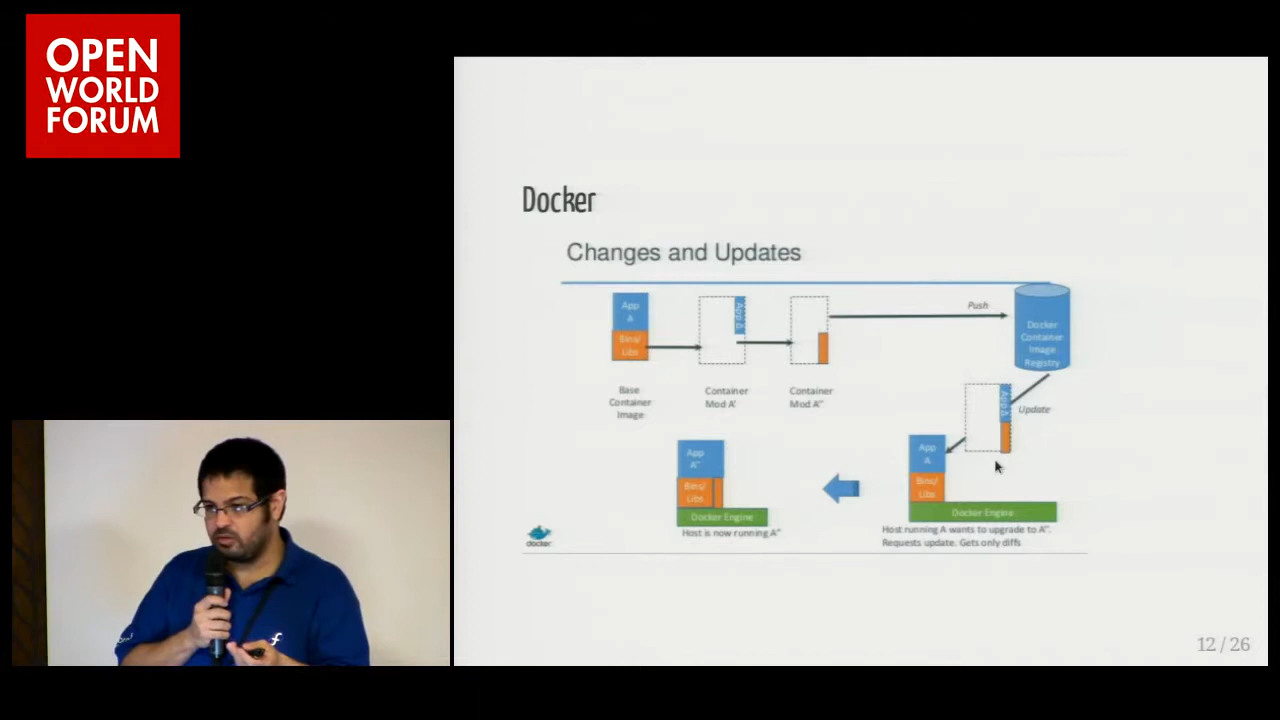 OPEN
WORLD
FORUM
Docker
Changes and Updates
App
A
Bins/
Libs
App Δ
Push
Docker
Container
Image
Registry
Base
Container
Image
Container
Mod A'
Container
Mod A''
App Δ
Update
App
A''
Bins/
Libs
Docker Engine
Host is now running A''
App
A
Bins/
Libs
Docker Engine
Host running A wants to upgrade to A''.
Requests update. Gets only diffs
docker
12 / 26